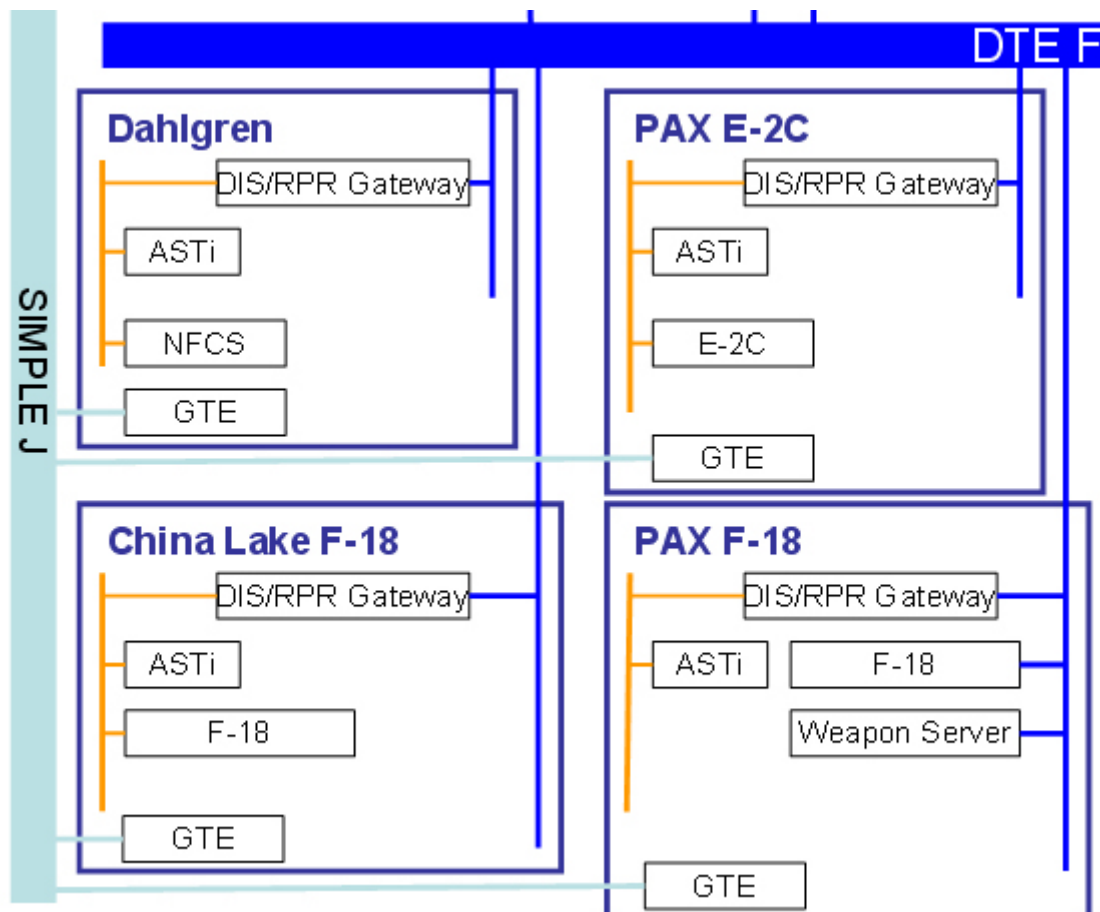 DTE F
SIMPLE J
Dahlgren
DIS/RPR Gateway
ASTi
NFCS
GTE
PAX E-2C
DIS/RPR Gateway
ASTi
E-2C
GTE
China Lake F-18
DIS/RPR Gateway
ASTi
F-18
GTE
PAX F-18
DIS/RPR Gateway
ASTi
F-18
Weapon Server
GTE